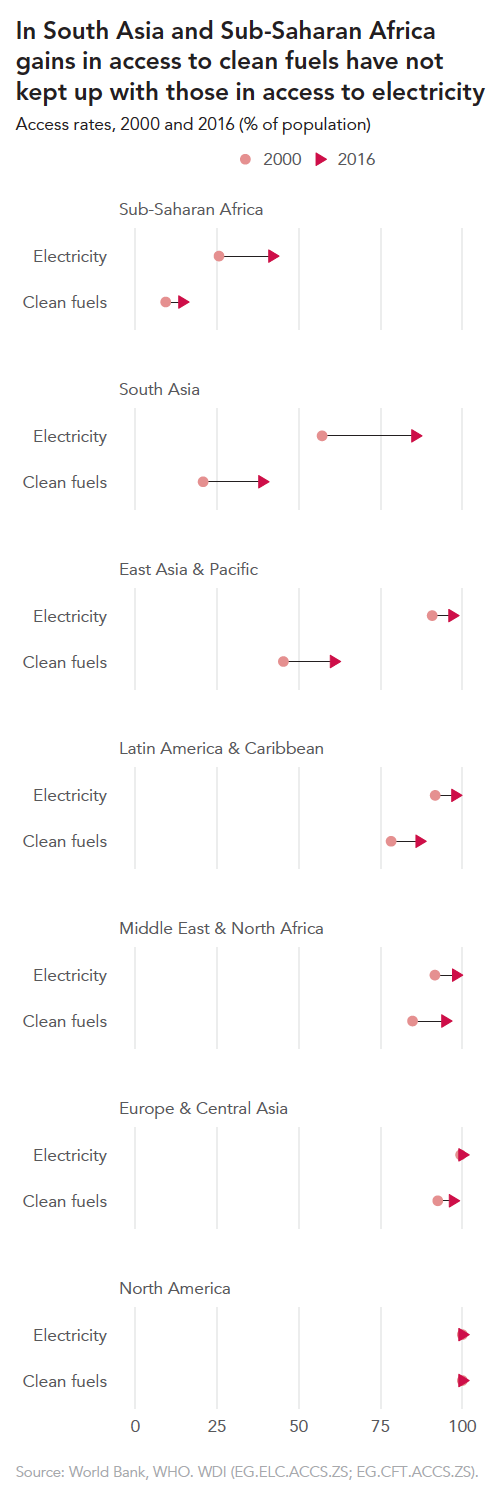 In South Asia and Sub-Saharan Africa
gains in access to clean fuels have not
kept up with those in access to electricity
Access rates, 2000 and 2016 (% of population)
2000 2016
Sub-Saharan Africa
Electricity
Clean fuels
South Asia
Electricity
Clean fuels
East Asia & Pacific
Electricity
Clean fuels
Latin America & Caribbean
Electricity
Clean fuels
Middle East & North Africa
Electricity
Clean fuels
Europe & Central Asia
Electricity
Clean fuels
North America
Electricity
Clean fuels
0 25 50 75 100
Source: World Bank, WHO. WDI (EG.ELC.ACCS.ZS; EG.CFT.ACCS.ZS).